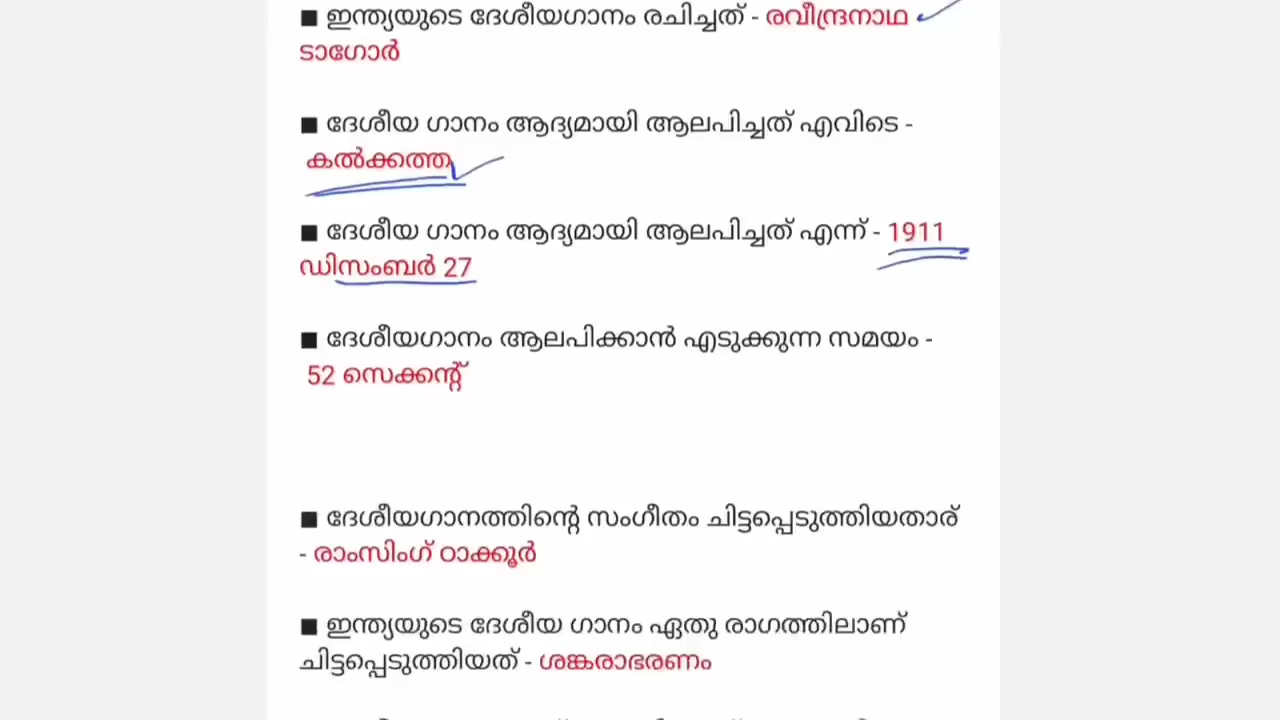 ■ ഇന്ത്യയുടെ ദേശീയഗാനം രചിച്ചത് - രവീന്ദ്രനാഥ
ടാഗോർ
■ ദേശീയ ഗാനം ആദ്യമായി ആലപിച്ചത് എവിടെ -
കൽക്കത്ത
■ ദേശീയ ഗാനം ആദ്യമായി ആലപിച്ചത് എന്ന് - 1911
ഡിസംബർ 27
■ ദേശീയഗാനം ആലപിക്കാൻ എടുക്കുന്ന സമയം -
52 സെക്കന്റ്
■ ദേശീയഗാനത്തിന്റെ സംഗീതം ചിട്ടപ്പെടുത്തിയതാര്
- രാംസിംഗ് ഠാക്കൂർ
■ ഇന്ത്യയുടെ ദേശീയ ഗാനം ഏതു രാഗത്തിലാണ്
ചിട്ടപ്പെടുത്തിയത് - ശങ്കരാഭരണം